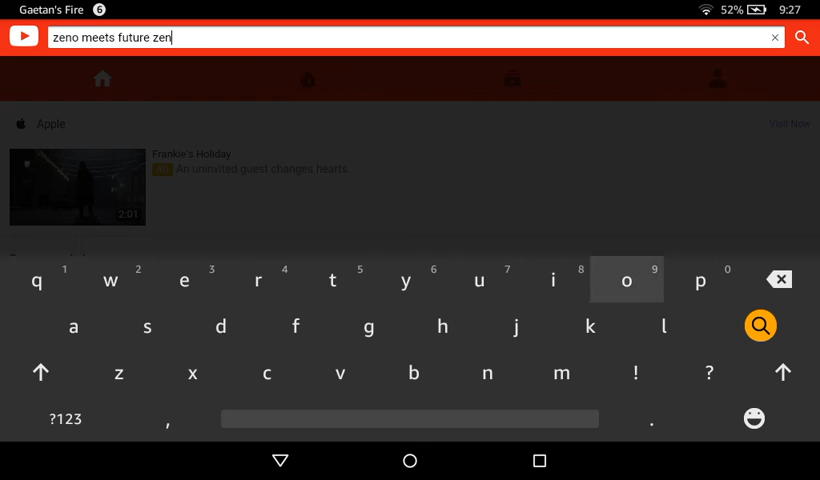 Gaetan's Fire 6 52% 9:27
zeno meets future zen ×
Apple Visit Now
Frankie's Holiday
Ad An uninvited guest changes hearts.
2:01
1 2 3 4 5 6 7 8 9 0
q w e r t y u i o p
a s d f g h j k l
z x c v b n m ! ?
?123 , .